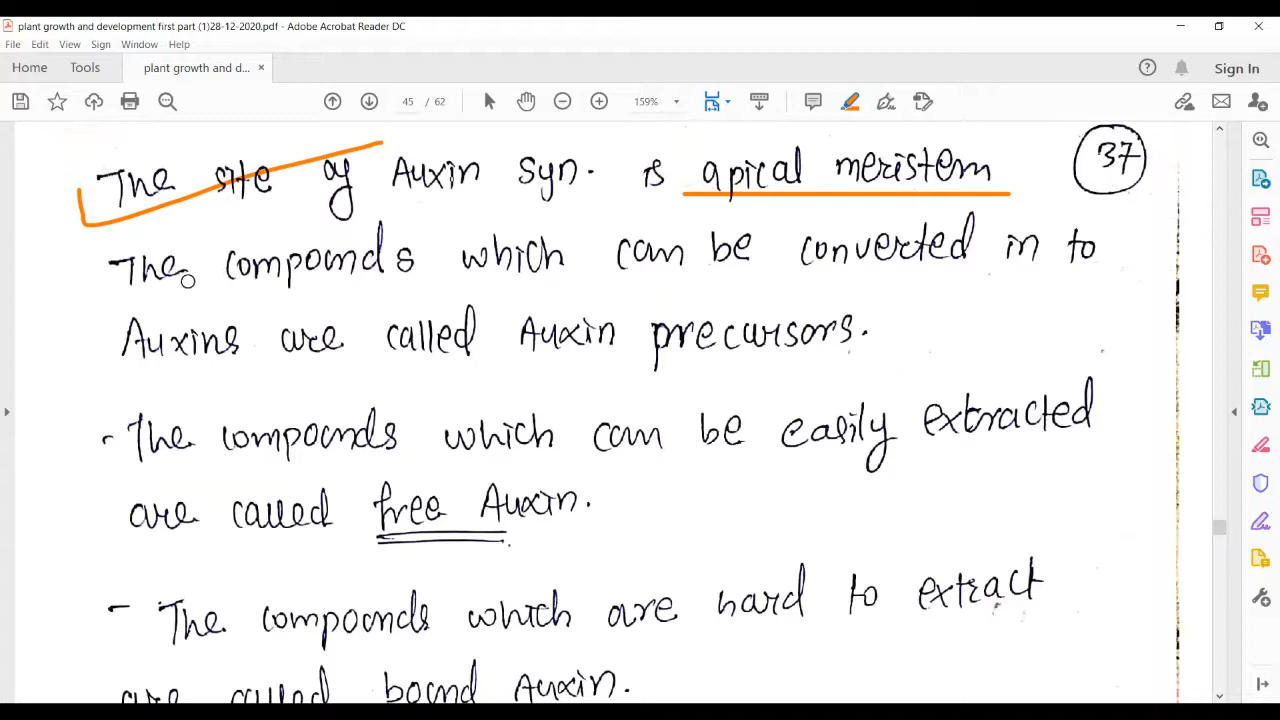 plant growth and development first part (1)28-12-2020.pdf - Adobe Acrobat Reader DC
File Edit View Sign Window Help
Home Tools plant growth and d... × Sign In
45 / 62 159%
The site of Auxin syn. is apical meristem 37
The compounds which can be converted in to
Auxins are called Auxin precursors.
- The compounds which can be easily extracted
are called free Auxin.
- The compounds which are hard to extract
are called bound Auxin.